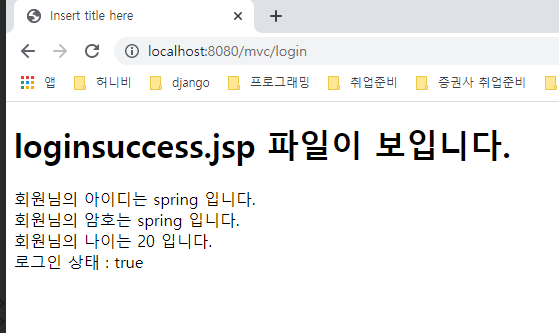 Insert title here
localhost:8080/mvc/login
앱 허니비 django 프로그래밍 취업준비 증권사 취업준비
loginsuccess.jsp 파일이 보입니다.
회원님의 아이디는 spring 입니다.
회원님의 암호는 spring 입니다.
회원님의 나이는 20 입니다.
로그인 상태 : true